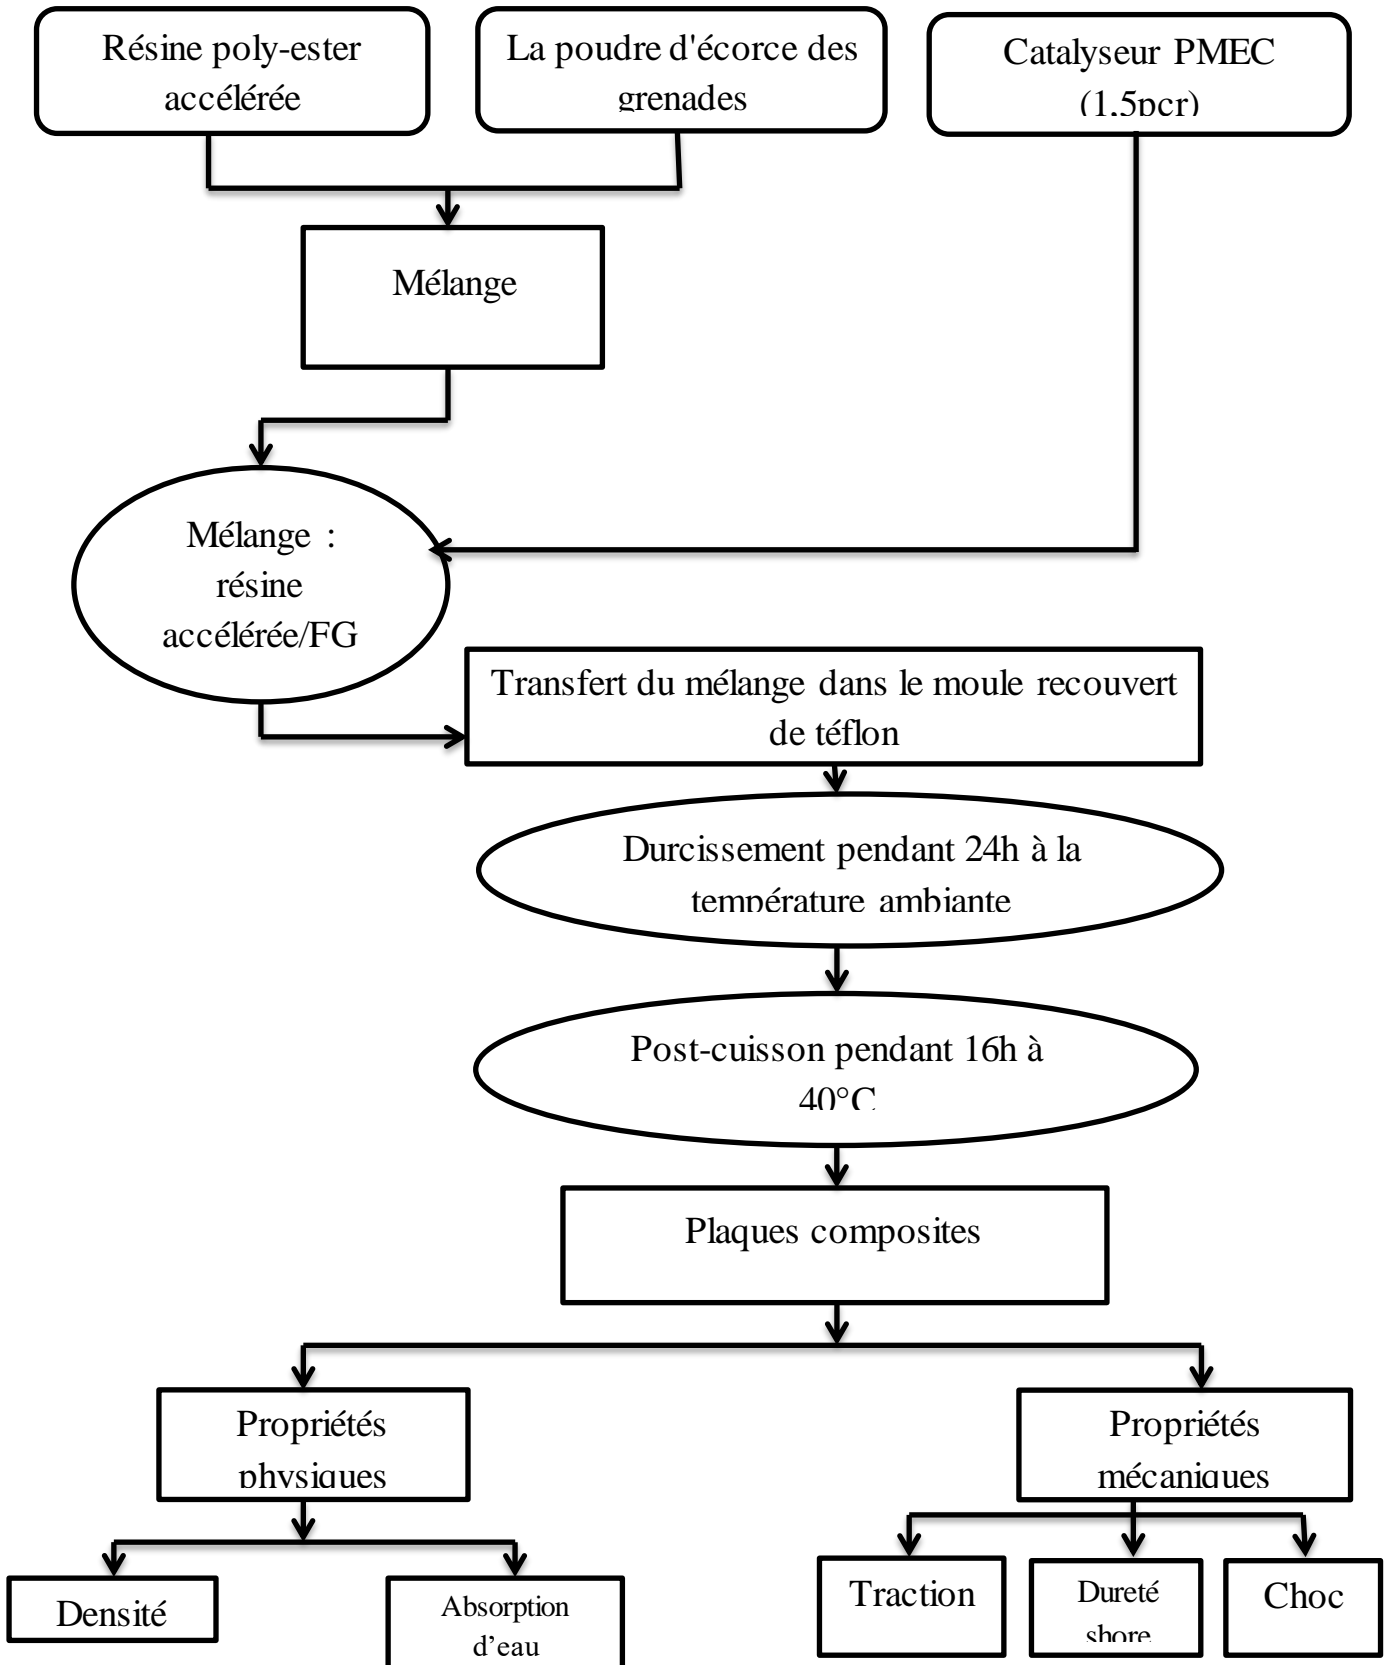 Résine poly-ester
accélérée
La poudre d'écorce des
grenades
Catalyseur PMEC
(1,5pcr)
Mélange
Mélange :
résine
accélérée/FG
Transfert du mélange dans le moule recouvert
de téflon
Durcissement pendant 24h à la
température ambiante
Post-cuisson pendant 16h à
40°C
Plaques composites
Propriétés
physiques
Propriétés
mécaniques
Densité
Absorption
d’eau
Traction
Dureté
shore
Choc